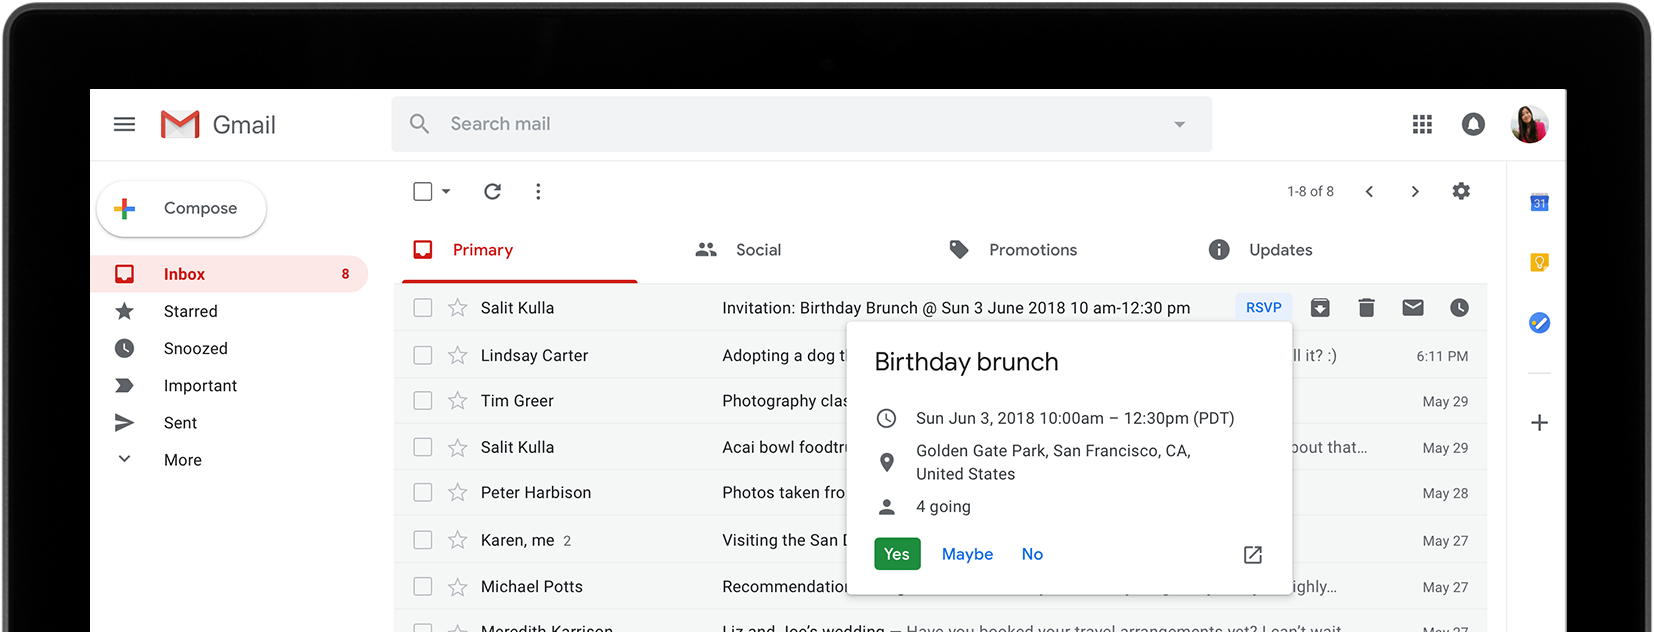 Gmail
Search mail
Compose
1-8 of 8
31
Primary
Social
Promotions
Updates
Inbox 8
Starred
Snoozed
Important
Sent
More
Salit Kulla Invitation: Birthday Brunch @ Sun 3 June 2018 10 am-12:30 pm RSVP
Lindsay Carter Adopting a dog ll it? :) 6:11 PM
Tim Greer Photography May 29
Salit Kulla Acai bowl bout that... May 29
Peter Harbison Photos taken May 28
Karen, me 2 Visiting the San May 27
Michael Potts ighly... May 27
Meredith Karrison Liz and Joe's wedding — Have you booked your travel arrangements yet? I can't wait May 27
Birthday brunch
Sun Jun 3, 2018 10:00am – 12:30pm (PDT)
Golden Gate Park, San Francisco, CA,
United States
4 going
Yes Maybe No